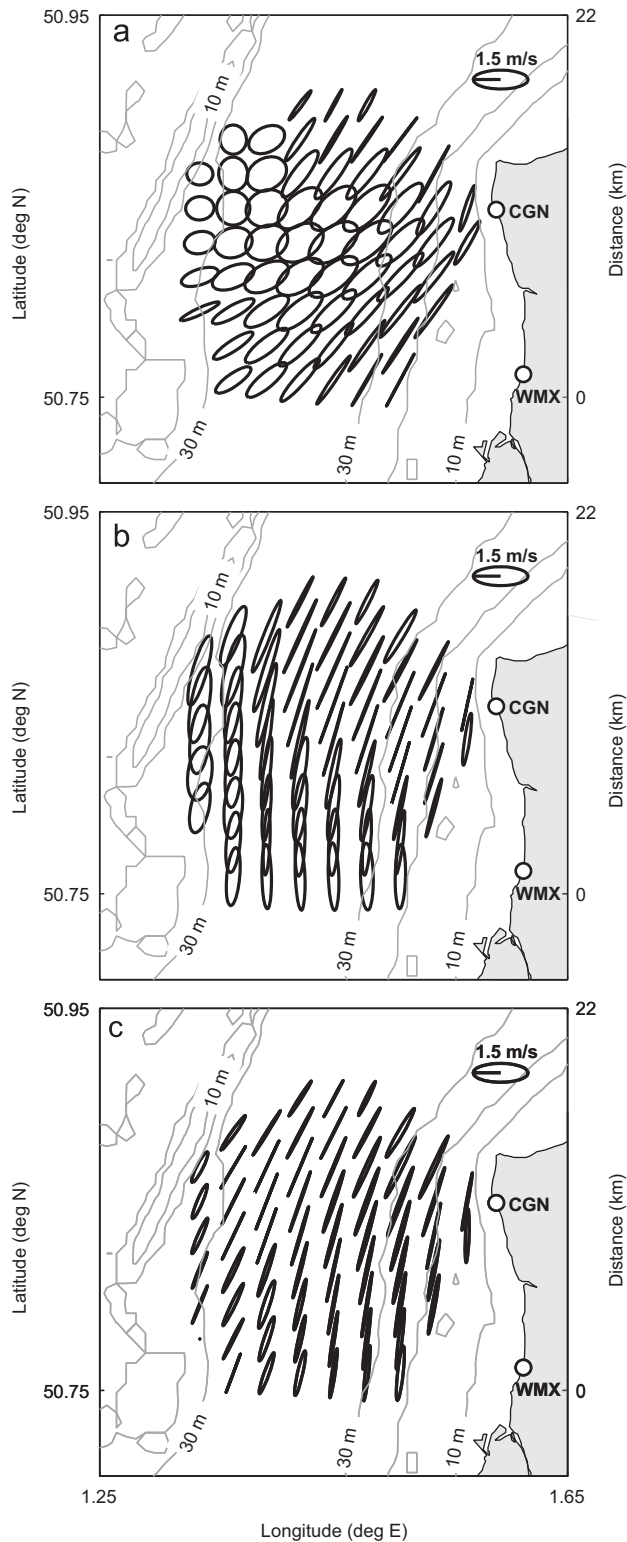 50.95
22
a
1.5 m/s
10 m
CGN
Latitude (deg N)
Distance (km)
WMX
50.75
0
30 m
30 m
10 m
50.95
22
b
1.5 m/s
10 m
CGN
Latitude (deg N)
Distance (km)
WMX
50.75
0
30 m
30 m
10 m
50.95
22
c
1.5 m/s
10 m
CGN
Latitude (deg N)
Distance (km)
WMX
50.75
0
30 m
30 m
10 m
1.25
1.65
Longitude (deg E)